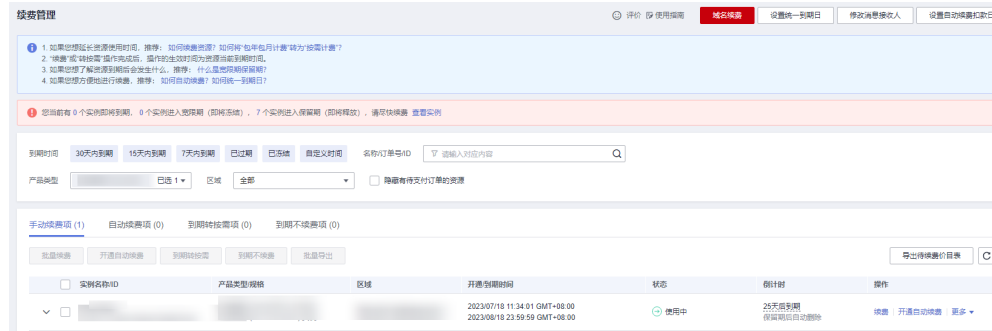 续费管理
评价 使用指南 域名续费 设置统一到期日 修改消息接收人 设置自动续费扣款日
1. 如果您想延长资源使用时间，推荐： 如何续费资源? 如何将“包年包月计费”转为“按需计费”?
2. “续费”或“转按需”操作完成后，操作的生效时间为资源当前到期时间。
3. 如果您想了解资源到期后会发生什么，推荐： 什么是宽限期保留期?
4. 如果您想方便地进行续费，推荐： 如何自动续费? 如何统一到期日?
您当前有 0 个实例即将到期， 0 个实例进入宽限期（即将冻结）， 7 个实例进入保留期（即将释放），请尽快续费 查看实例
到期时间 30天内到期 15天内到期 7天内到期 已过期 已冻结 自定义时间 名称/订单号/ID 请输入对应内容
产品类型 已选 1 区域 全部 隐藏有待支付订单的资源
手动续费项 (1) 自动续费项 (0) 到期转按需项 (0) 到期不续费项 (0)
批量续费 开通自动续费 到期转按需 到期不续费 批量导出 导出待续费价目表
实例名称/ID 产品类型/规格 区域 开通/到期时间 状态 倒计时 操作
2023/07/18 11:34:01 GMT+08:00 使用中 25天后到期 续费 开通自动续费 更多
2023/08/18 23:59:59 GMT+08:00 保留期后自动删除